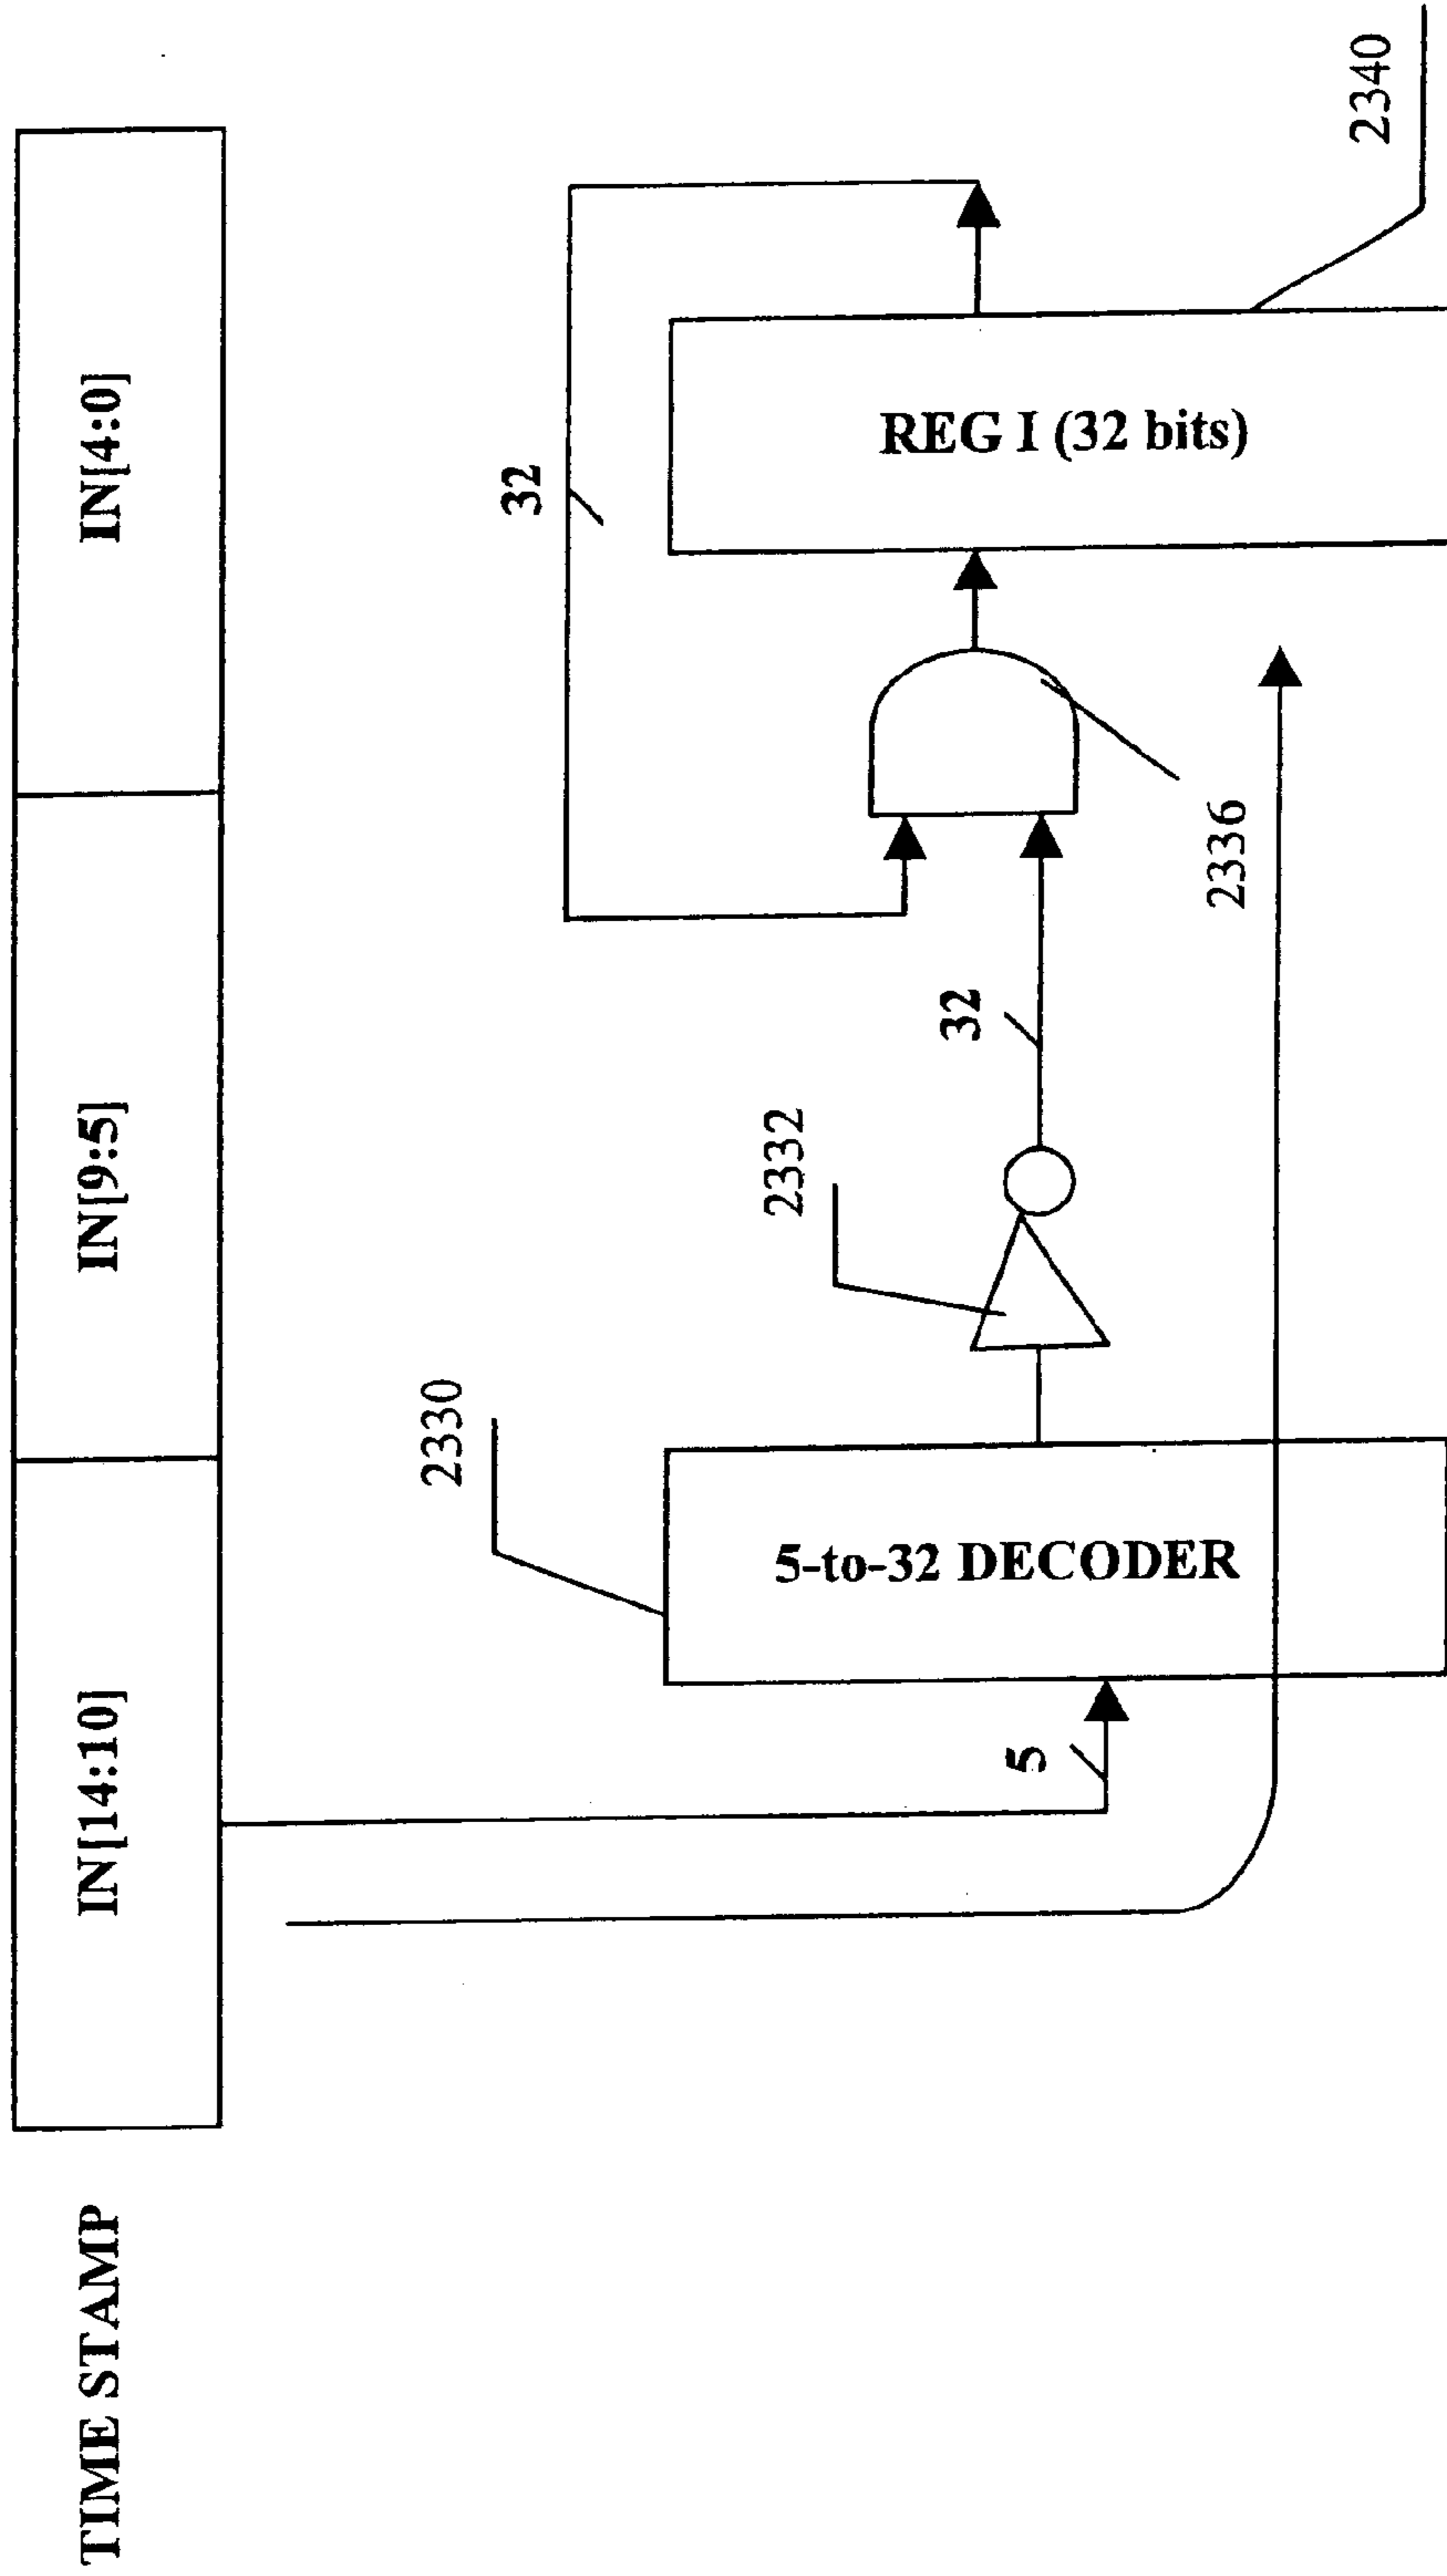 TIME STAMP
IN[14:10]
IN[9:5]
IN[4:0]
2330
5
5-to-32 DECODER
2332
32
32
2336
REG I (32 bits)
2340